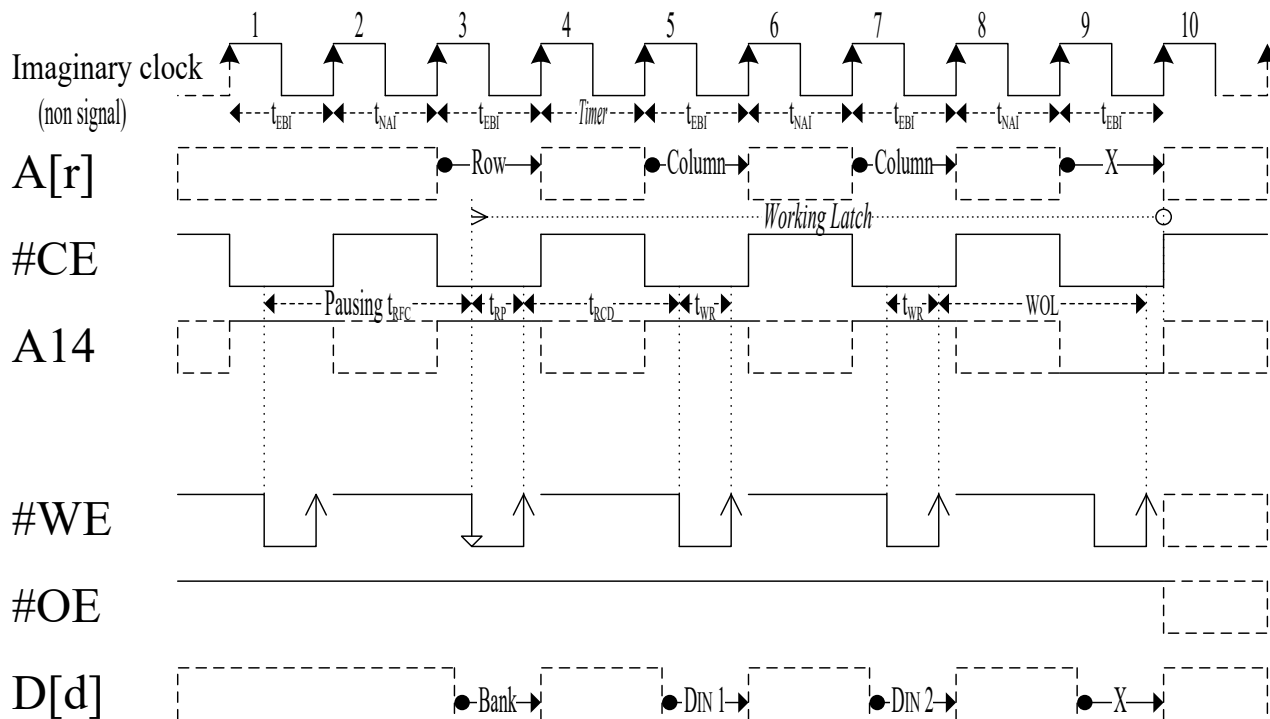 1 2 3 4 5 6 7 8 9 10
Imaginary clock
(non signal)
tEBI tNAI tEBI Timer tEBI tNAI tEBI tNAI tEBI
A[r] Row Column Column X
Working Latch
#CE
Pausing tRFC tRP tRCD tWR tWR WOL
A14
#WE
#OE
D[d] Bank DIN 1 DIN 2 X